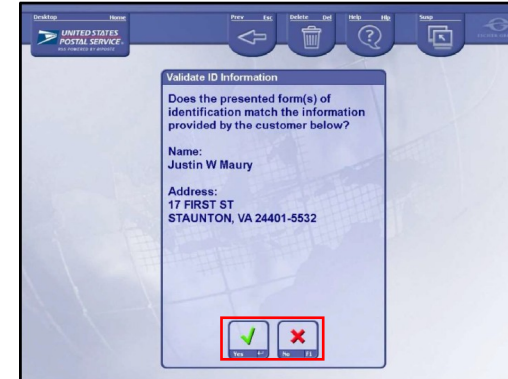 Desktop Home
Prev Esc
Delete Del
Help Hlp
Susp
UNITED STATES
POSTAL SERVICE®
Validate ID Information
Does the presented form(s) of
identification match the information
provided by the customer below?
Name:
Justin W Maury
Address:
17 FIRST ST
STAUNTON, VA 24401-5532
Yes
No F1